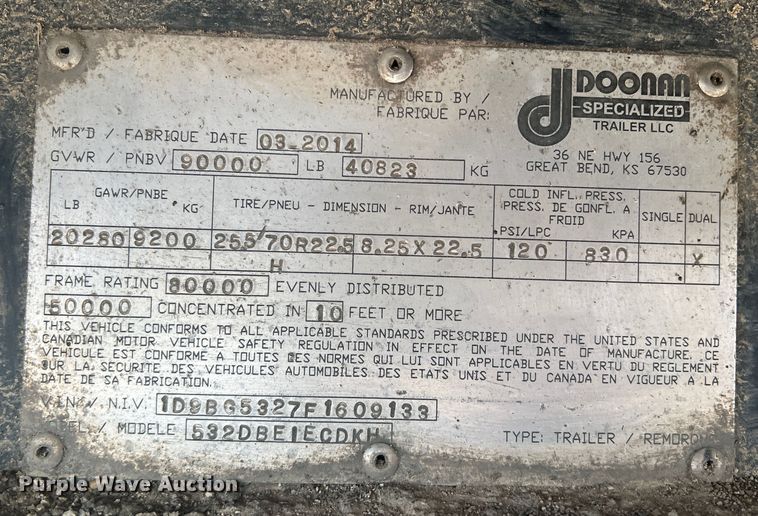 MANUFACTURED BY /
FABRIQUE PAR:
DOONAN
SPECIALIZED
TRAILER LLC
36 NE HWY 156
GREAT BEND, KS 67530
MFR'D / FABRIQUE DATE 03-2014
GVWR / PNBV 90000 LB 40823 KG
GAWR/PNBE
LB KG
TIRE/PNEU - DIMENSION - RIM/JANTE
COLD INFL. PRESS.
PRESS. DE GONFL. A
FROID
PSI/LPC KPA
SINGLE DUAL
20280 9200 255/70R22.5 8.25X22.5 120 830 X
H
FRAME RATING 80000 EVENLY DISTRIBUTED
50000 CONCENTRATED IN 10 FEET OR MORE
THIS VEHICLE CONFORMS TO ALL APPLICABLE STANDARDS PRESCRIBED UNDER THE UNITED STATES AND
CANADIAN MOTOR VEHICLE SAFETY REGULATION IN EFFECT ON THE DATE OF MANUFACTURE. CE
VEHICULE EST CONFORME A TOUTES DES NORMES QUI LUI SONT APPLICABLES EN VERTU DU REGLEMENT
SUR LA SECURITE DES VEHICULES AUTOMOBILES DES ETATS UNIS ET DU CANADA EN VIGUEUR A LA
DATE DE SA FABRICATION.
V.I.N. / N.I.V. 1D9BG5327F1609133
/ MODELE 532DBE1ECDKH
TYPE: TRAILER / REMORQUE
Purple Wave Auction